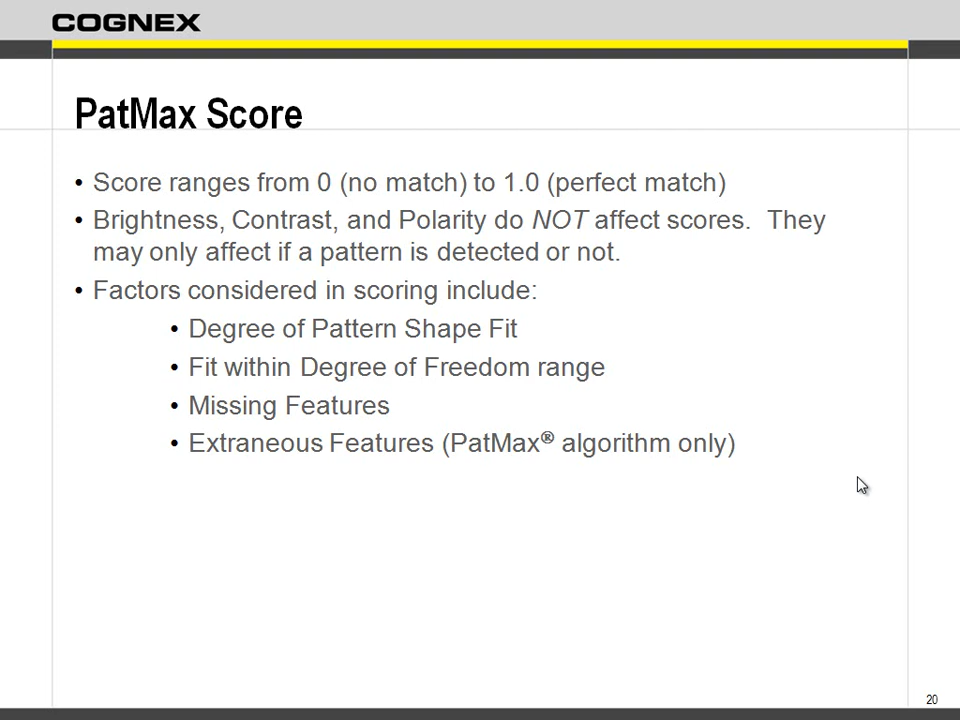 COGNEX
PatMax Score
• Score ranges from 0 (no match) to 1.0 (perfect match)
• Brightness, Contrast, and Polarity do NOT affect scores.  They
may only affect if a pattern is detected or not.
• Factors considered in scoring include:
• Degree of Pattern Shape Fit
• Fit within Degree of Freedom range
• Missing Features
• Extraneous Features (PatMax® algorithm only)
20